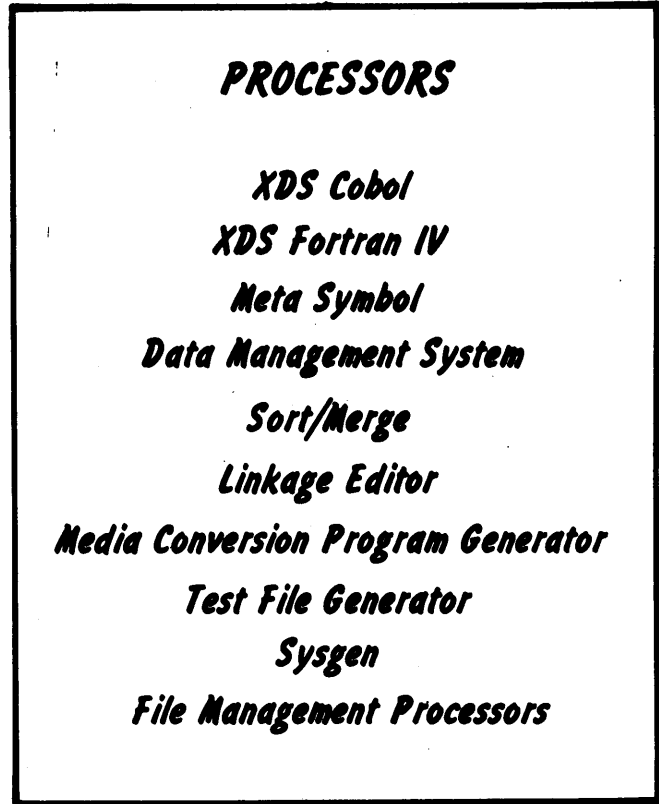 PROCESSORS
XDS Cobol
XDS Fortran IV
Meta Symbol
Data Management System
Sort/Merge
Linkage Editor
Media Conversion Program Generator
Test File Generator
Sysgen
File Management Processors